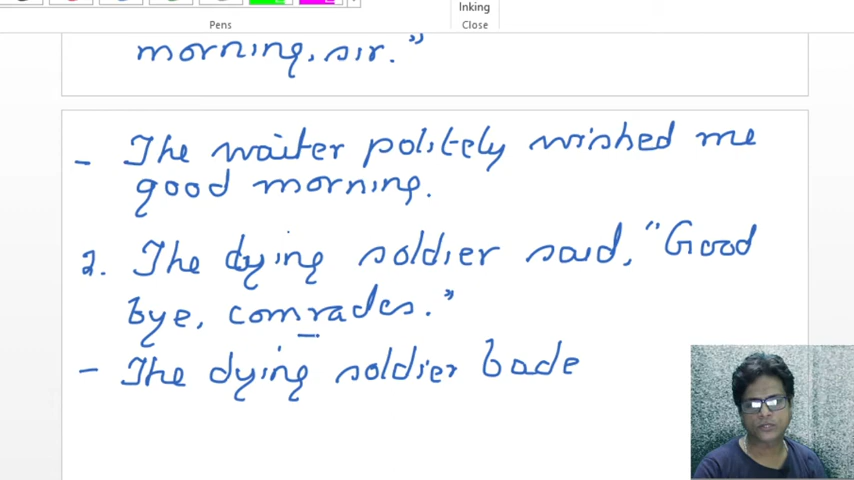 Inking
Pens
Close
morning, sir."
- The waiter politely wished me
good morning.
2. The dying soldier said, "Good
bye, comrades."
- The dying soldier bade